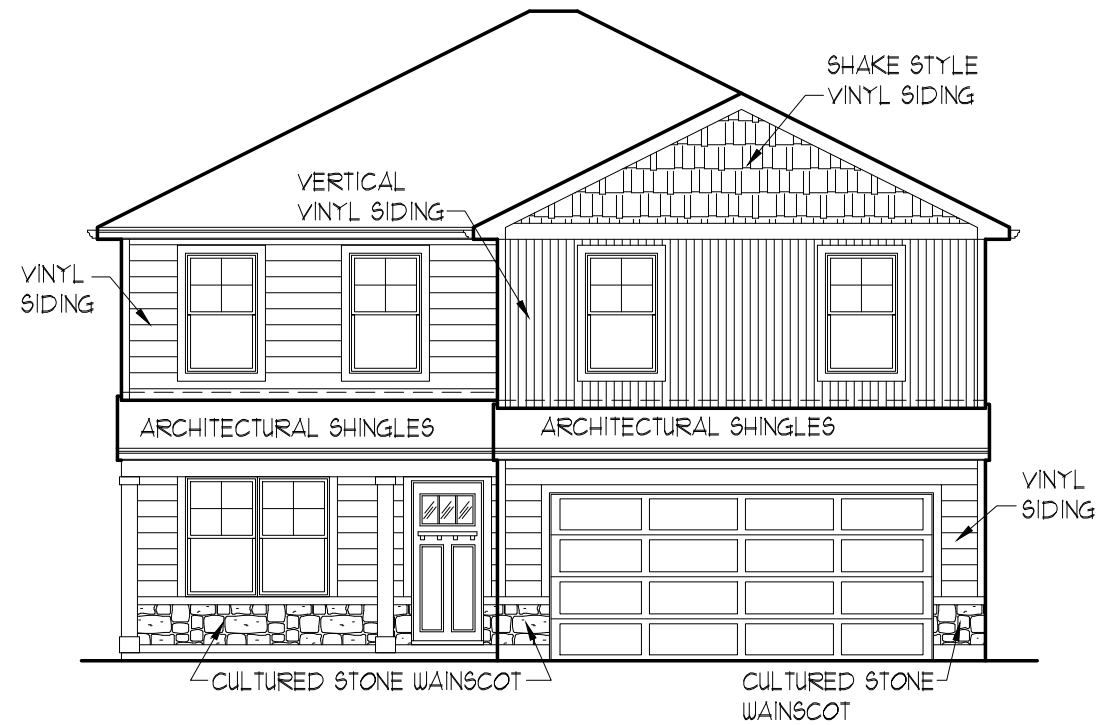 SHAKE STYLE
VINYL SIDING
VERTICAL
VINYL SIDING
VINYL
SIDING
ARCHITECTURAL SHINGLES
ARCHITECTURAL SHINGLES
VINYL
SIDING
CULTURED STONE WAINSCOT
CULTURED STONE
WAINSCOT